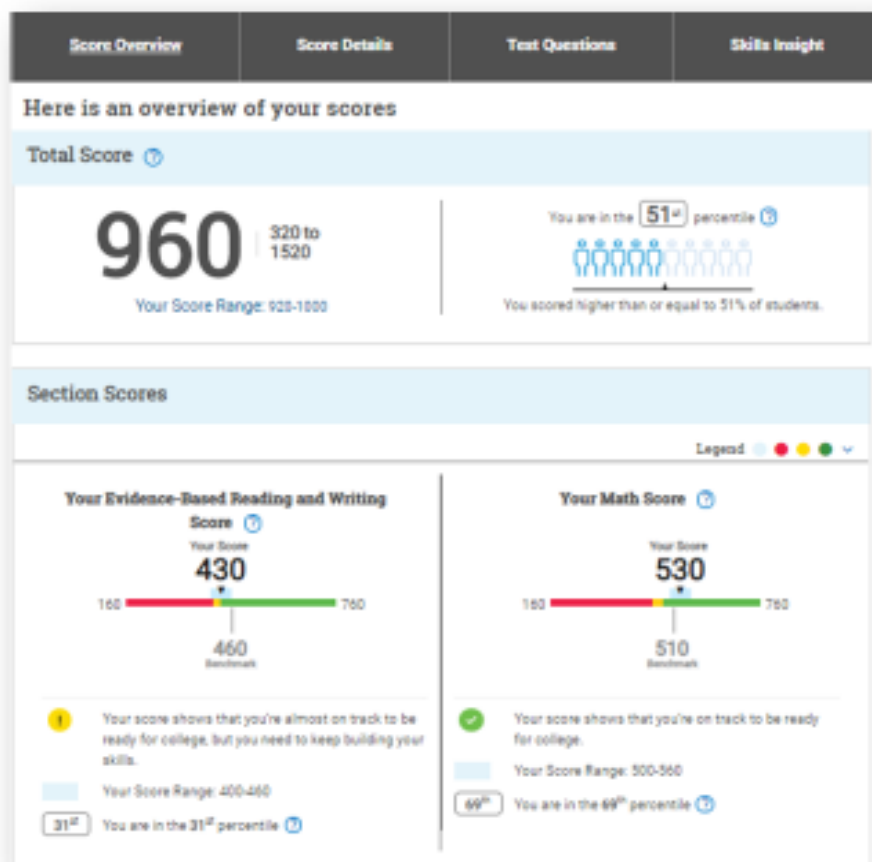 Score Overview
Score Details
Test Questions
Skills Insight
Here is an overview of your scores
Total Score ?
960
320 to
1520
Your Score Range: 920-1000
You are in the 51st percentile ?
You scored higher than or equal to 51% of students.
Section Scores
Legend
Your Evidence-Based Reading and Writing
Score ?
Your Score
430
160
760
460
Benchmark
! Your score shows that you're almost on track to be
ready for college, but you need to keep building your
skills.
Your Score Range: 400-460
31st You are in the 31st percentile ?
Your Math Score ?
Your Score
530
160
760
510
Benchmark
Your score shows that you're on track to be ready
for college.
Your Score Range: 500-560
69th You are in the 69th percentile ?